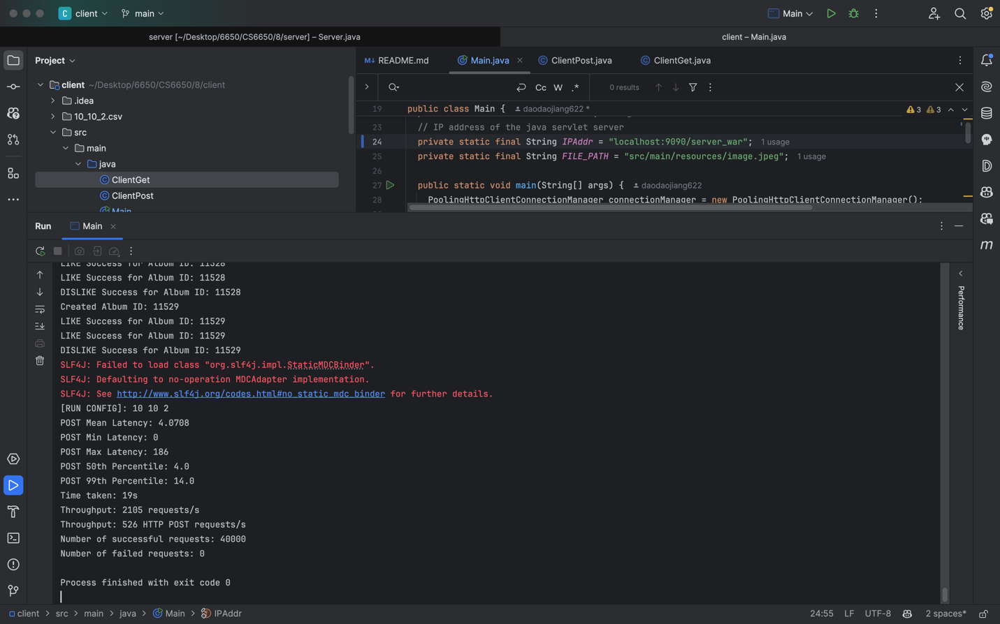 C client main Main
server [~/Desktop/6650/CS6650/8/server] – Server.java
client – Main.java
Project
README.md
Main.java
ClientPost.java
ClientGet.java
client ~/Desktop/6650/CS6650/8/client
.idea
10_10_2.csv
src
main
java
ClientGet
ClientPost
Main
Cc W .* 0 results
19 public class Main { daodaojiang622 * 3 3
23 // IP address of the java servlet server
24 private static final String IPAddr = "localhost:9090/server_war"; 1 usage
25 private static final String FILE_PATH = "src/main/resources/image.jpeg"; 1 usage
26
27 public static void main(String[] args) { daodaojiang622
28 PoolingHttpClientConnectionManager connectionManager = new PoolingHttpClientConnectionManager();
Run Main
LIKE Success for Album ID: 11528
LIKE Success for Album ID: 11528
DISLIKE Success for Album ID: 11528
Created Album ID: 11529
LIKE Success for Album ID: 11529
LIKE Success for Album ID: 11529
DISLIKE Success for Album ID: 11529
SLF4J: Failed to load class "org.slf4j.impl.StaticMDCBinder".
SLF4J: Defaulting to no-operation MDCAdapter implementation.
SLF4J: See http://www.slf4j.org/codes.html#no_static_mdc_binder for further details.
[RUN CONFIG]: 10 10 2
POST Mean Latency: 4.0708
POST Min Latency: 0
POST Max Latency: 186
POST 50th Percentile: 4.0
POST 99th Percentile: 14.0
Time taken: 19s
Throughput: 2105 requests/s
Throughput: 526 HTTP POST requests/s
Number of successful requests: 40000
Number of failed requests: 0
Process finished with exit code 0
Performance
m
client > src > main > java > Main > IPAddr
24:55 LF UTF-8 2 spaces*